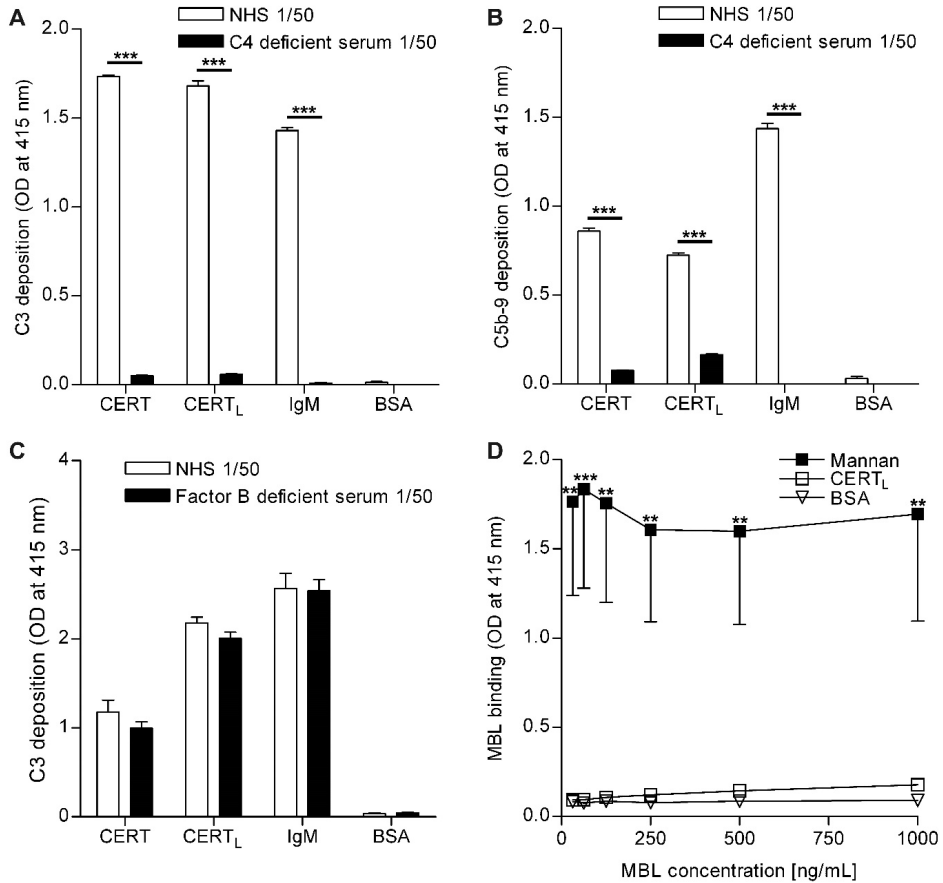 A
NHS 1/50
C4 deficient serum 1/50
C3 deposition (OD at 415 nm)
2.0
1.5
1.0
0.5
0.0
***
***
***
CERT
CERTL
IgM
BSA
B
NHS 1/50
C4 deficient serum 1/50
C5b-9 deposition (OD at 415 nm)
2.0
1.5
1.0
0.5
0.0
***
***
***
CERT
CERTL
IgM
BSA
C
NHS 1/50
Factor B deficient serum 1/50
C3 deposition (OD at 415 nm)
4
3
2
1
0
CERT
CERTL
IgM
BSA
D
Mannan
CERTL
BSA
MBL binding (OD at 415 nm)
2.0
1.5
1.0
0.5
0.0
** *** ** ** ** **
0 250 500 750 1000
MBL concentration [ng/mL]